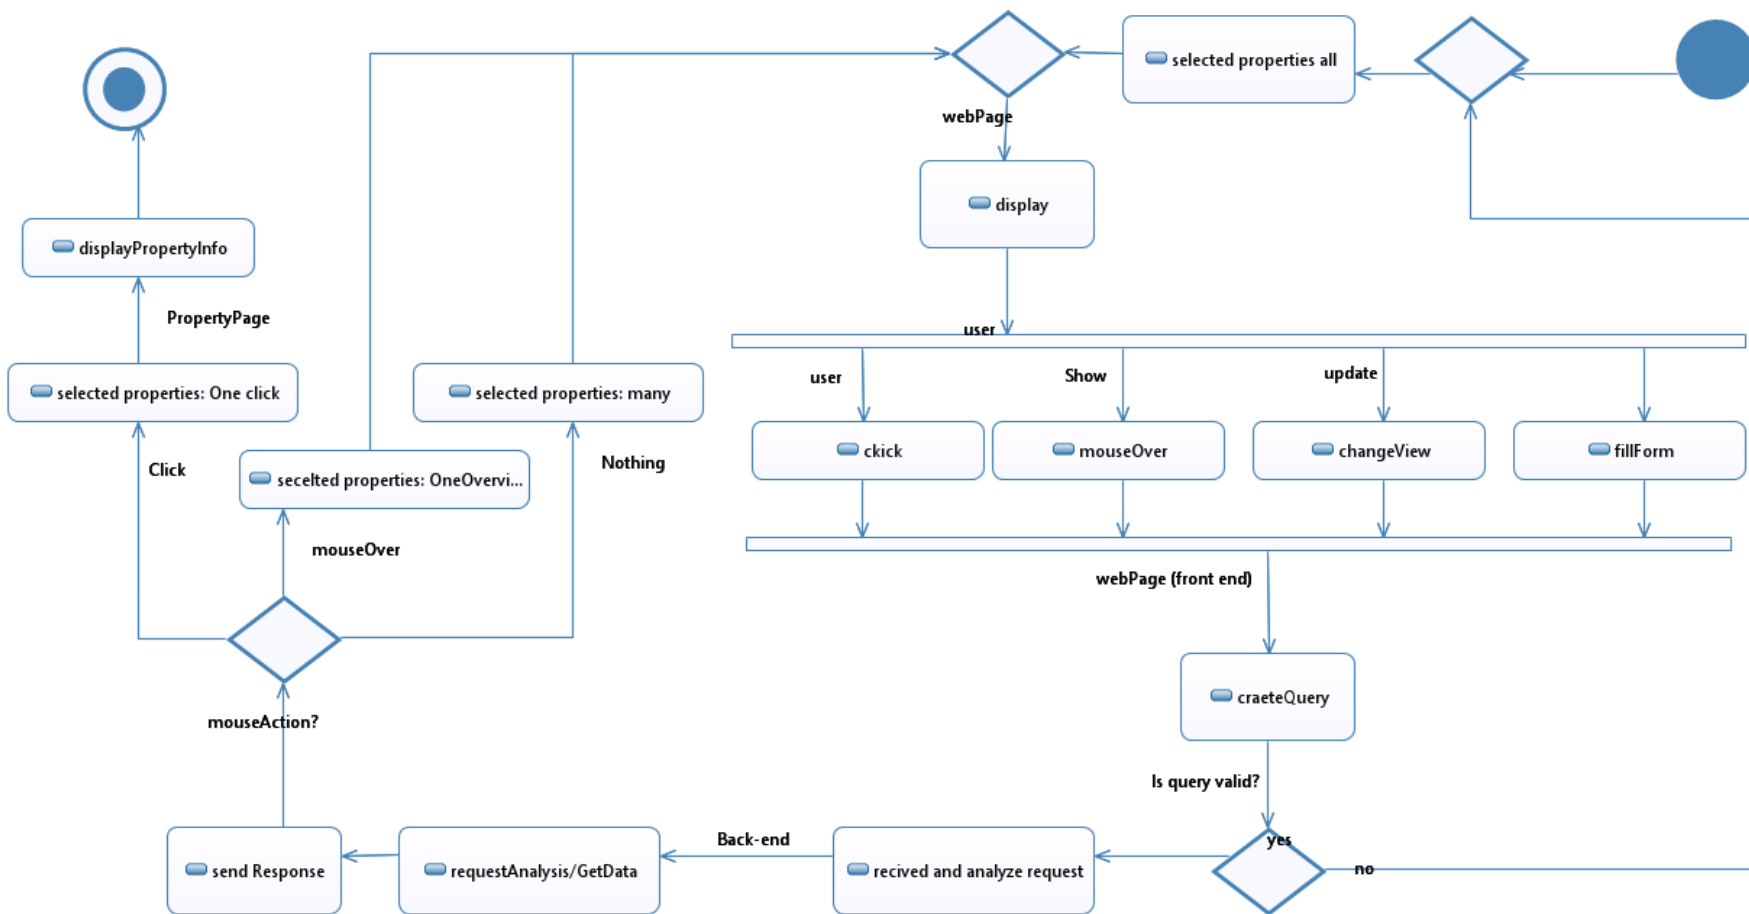 selected properties all
webPage
display
displayPropertyInfo
PropertyPage
user
user
Show
update
selected properties: One click
selected properties: many
ckick
mouseOver
changeView
fillForm
Click
Nothing
secelted properties: OneOvervi...
mouseOver
webPage (front end)
craeteQuery
mouseAction?
Is query valid?
Back-end
yes
no
send Response
requestAnalysis/GetData
recived and analyze request